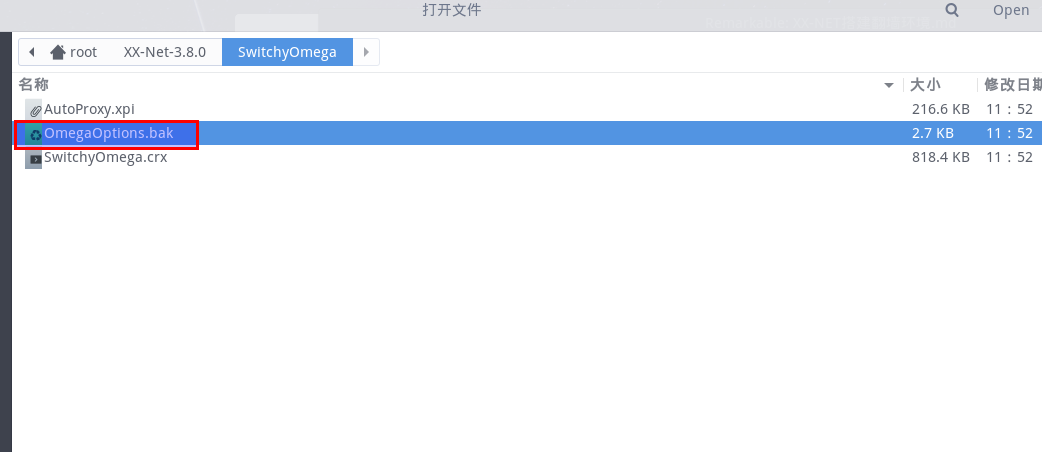 打开文件 Open
root XX-Net-3.8.0 SwitchyOmega
名称 大小 修改日期
AutoProxy.xpi 216.6 KB 11：52
OmegaOptions.bak 2.7 KB 11：52
SwitchyOmega.crx 818.4 KB 11：52